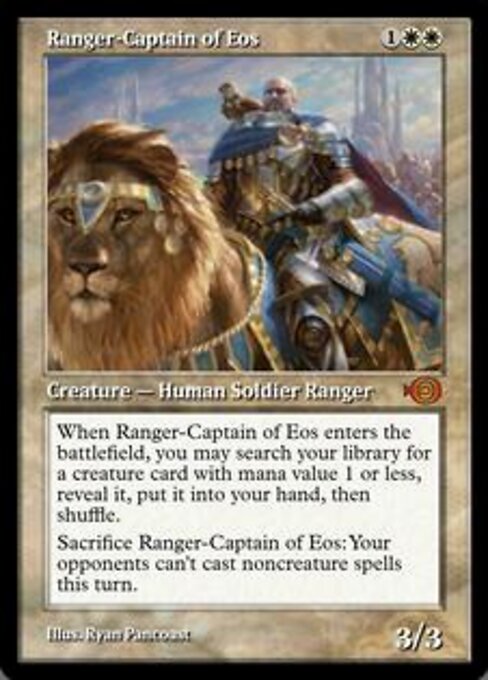 Ranger-Captain of Eos 1
Creature — Human Soldier Ranger
When Ranger-Captain of Eos enters the
battlefield, you may search your library for
a creature card with mana value 1 or less,
reveal it, put it into your hand, then
shuffle.
Sacrifice Ranger-Captain of Eos: Your
opponents can't cast noncreature spells
this turn.
Illus. Ryan Pancoast
3/3